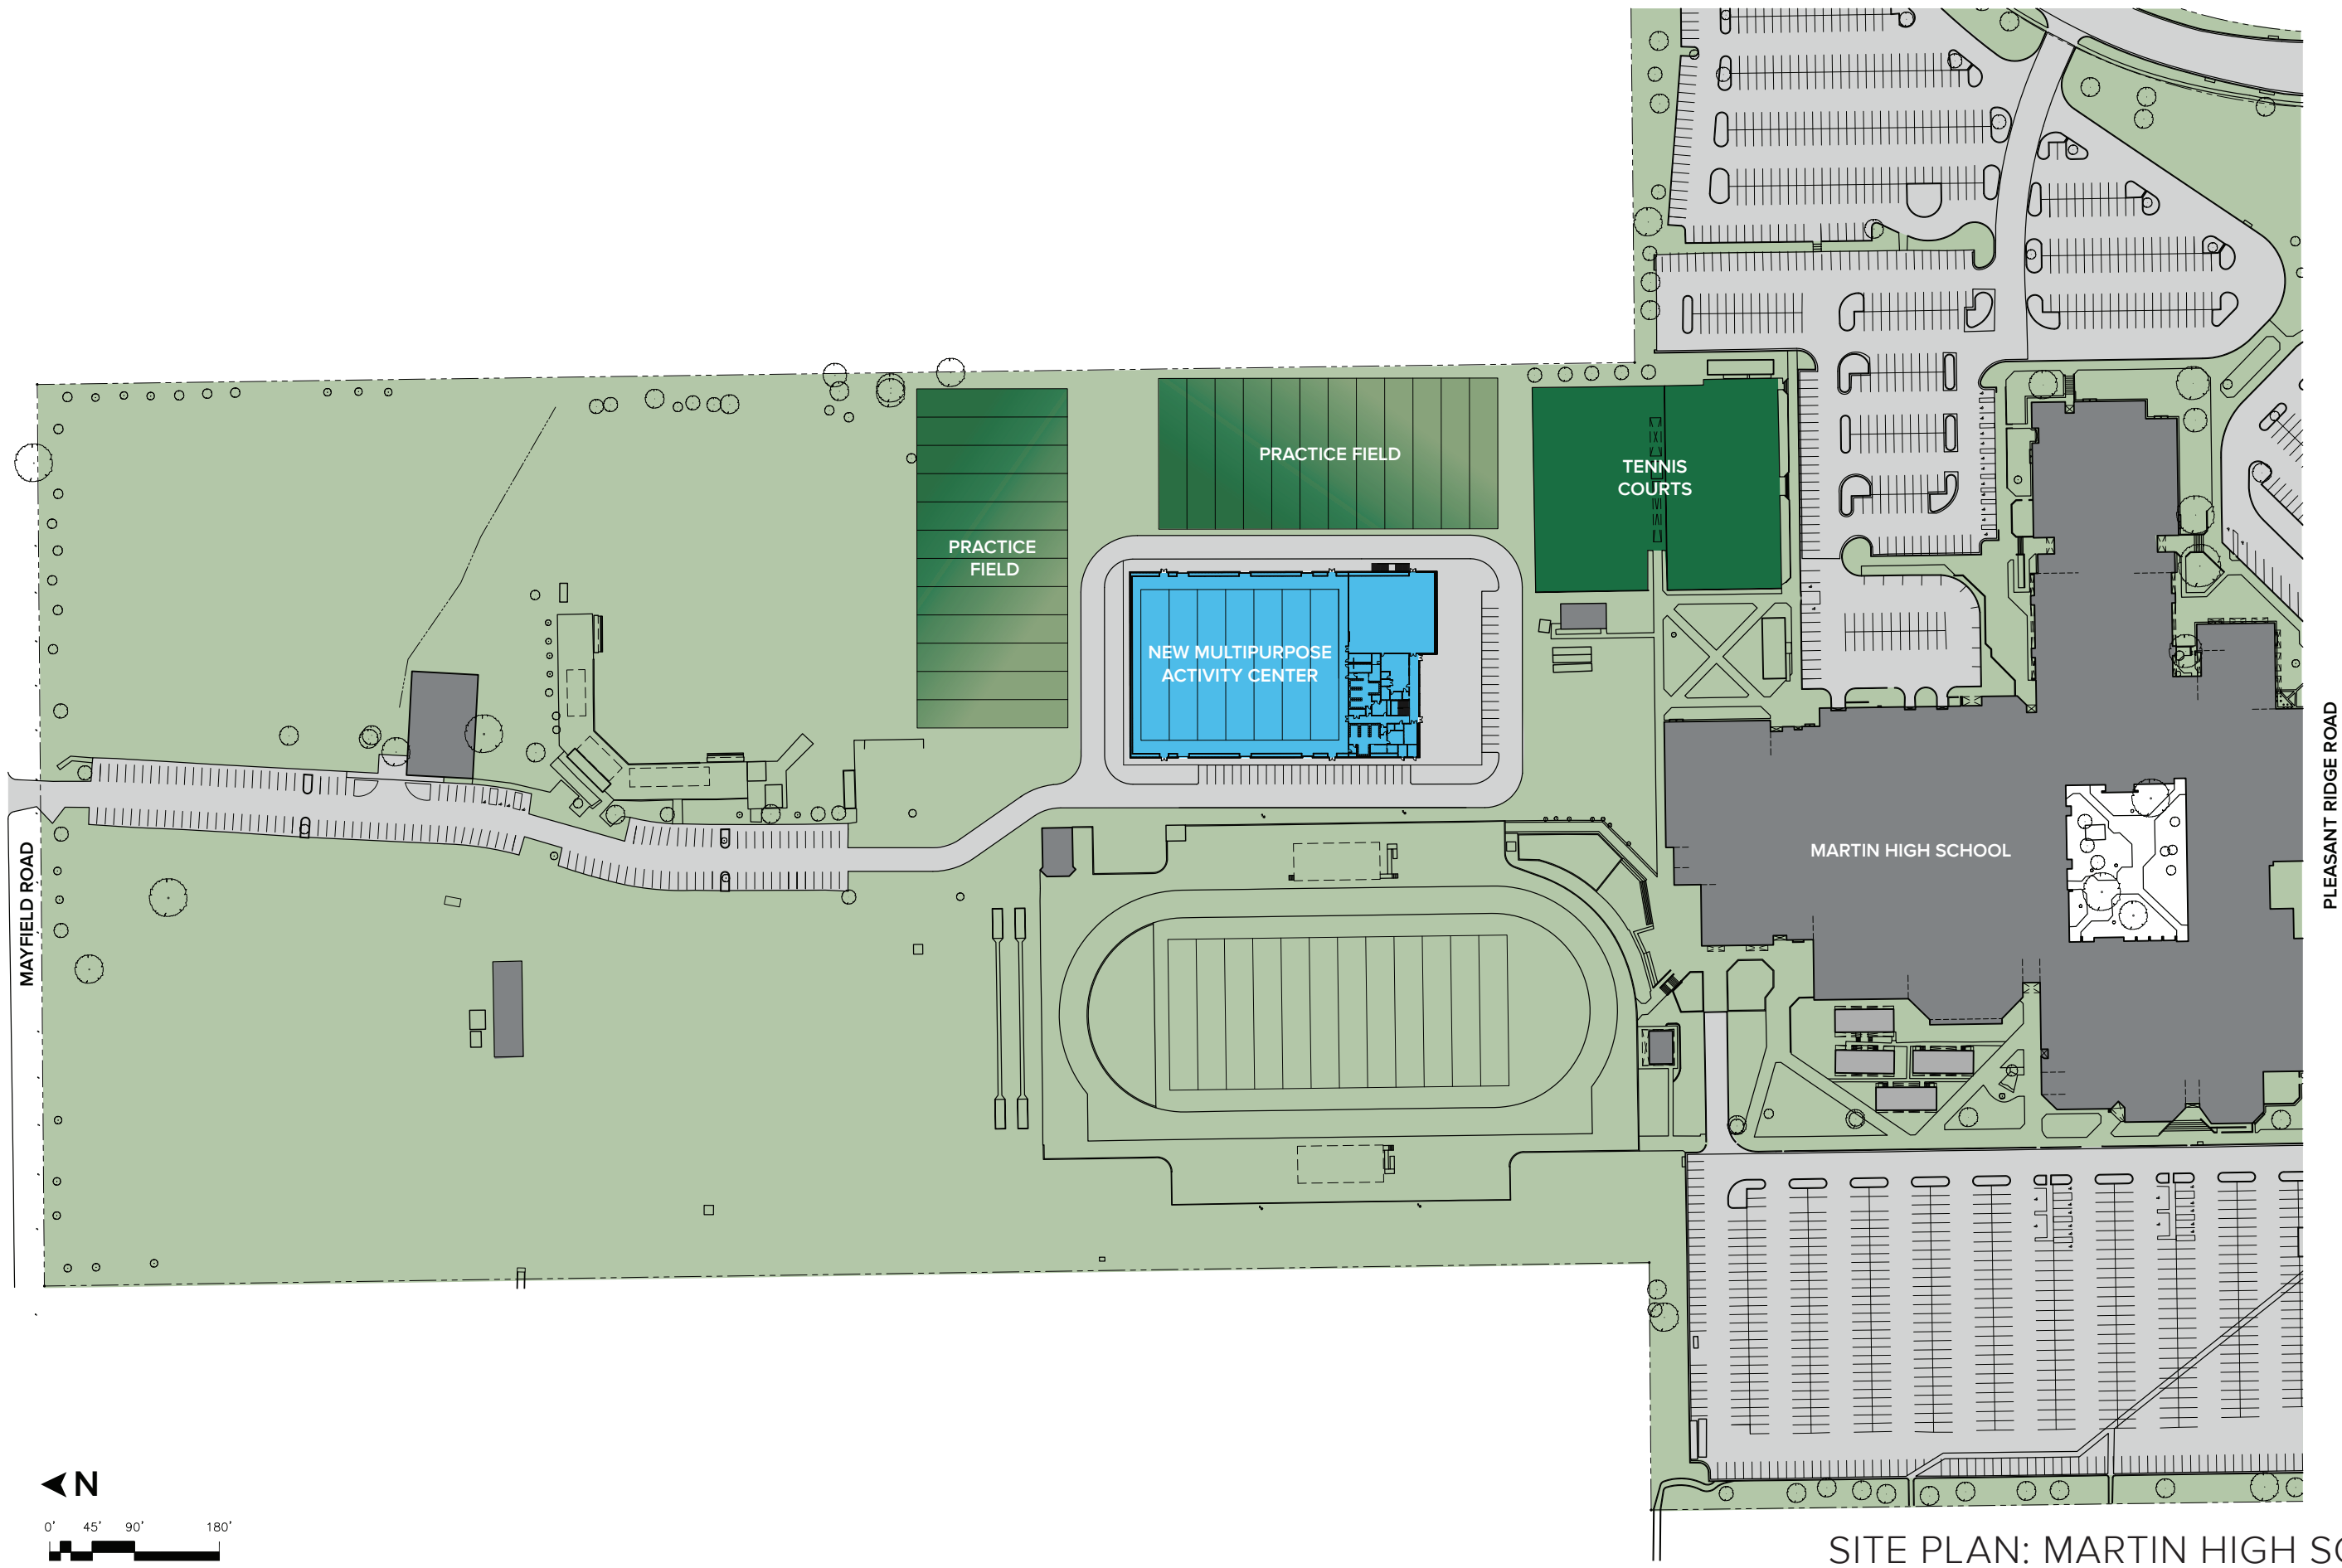 PRACTICE FIELD
TENNIS
COURTS
PRACTICE
FIELD
NEW MULTIPURPOSE
ACTIVITY CENTER
MARTIN HIGH SCHOOL
MAYFIELD ROAD
PLEASANT RIDGE ROAD
N
0' 45' 90' 180'
SITE PLAN: MARTIN HIGH SC